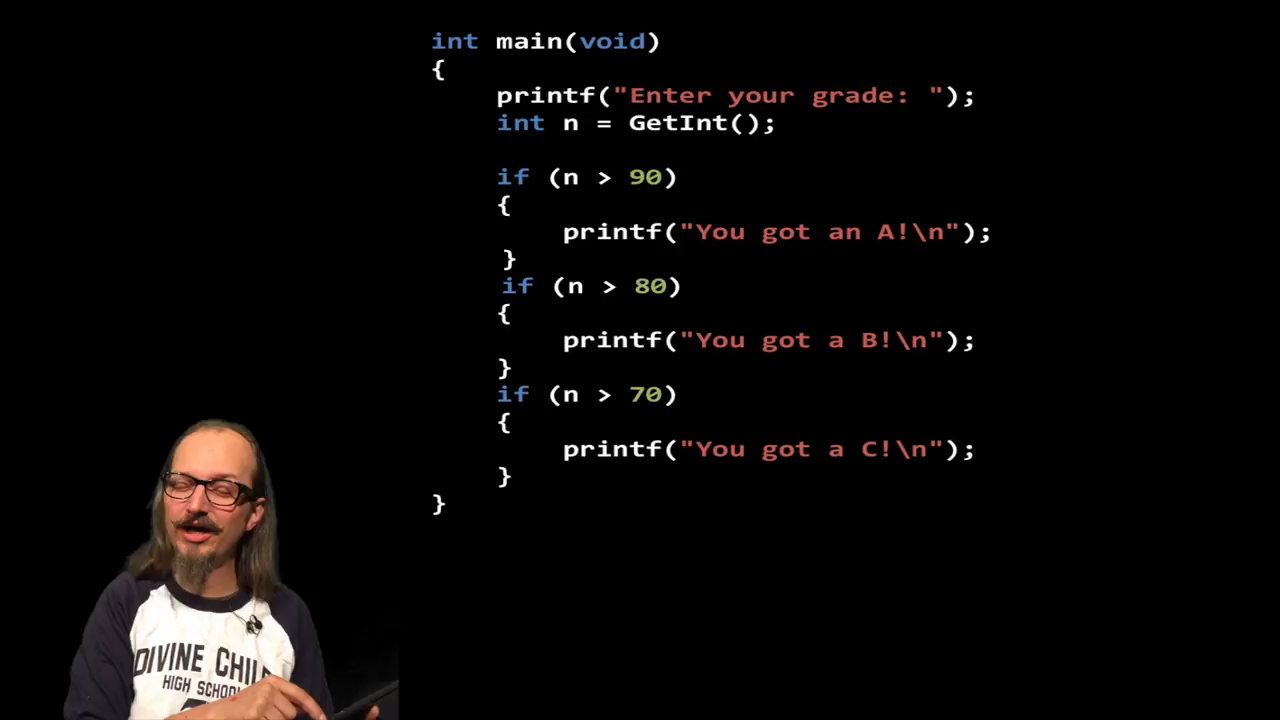 int main(void)
{
    printf("Enter your grade: ");
    int n = GetInt();
    if (n > 90)
    {
        printf("You got an A!\n");
    }
    if (n > 80)
    {
        printf("You got a B!\n");
    }
    if (n > 70)
    {
        printf("You got a C!\n");
    }
}
DIVINE CHIL
HIGH SCHOOL